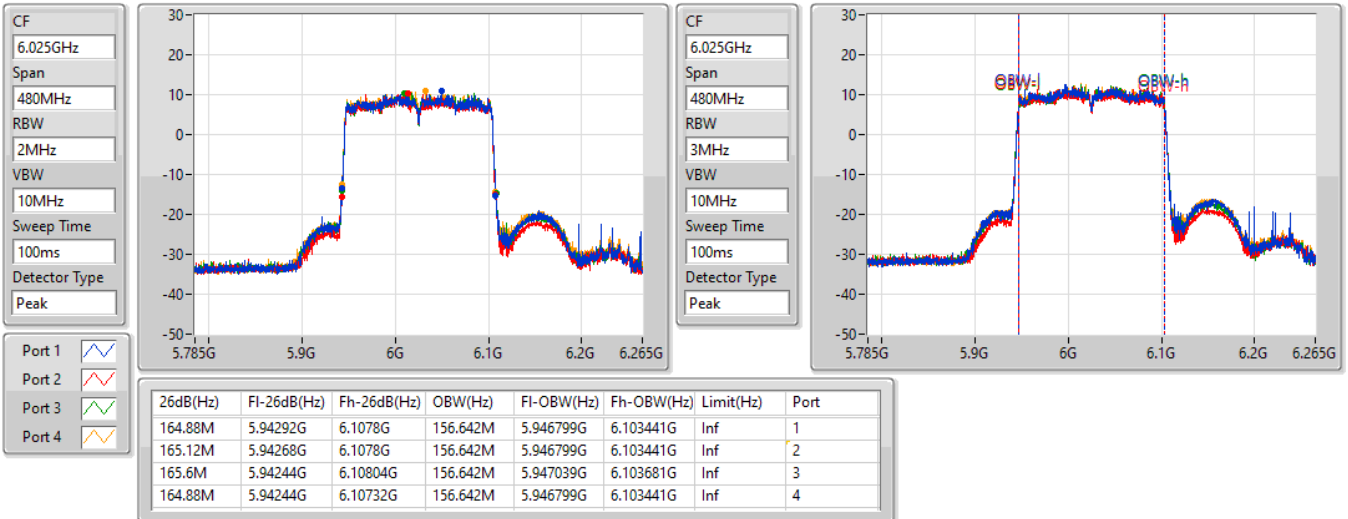 CF
6.025GHz
Span
480MHz
RBW
2MHz
VBW
10MHz
Sweep Time
100ms
Detector Type
Peak
30
20
10
0
-10
-20
-30
-40
-50
5.785G 5.9G 6G 6.1G 6.2G 6.265G
CF
6.025GHz
Span
480MHz
RBW
3MHz
VBW
10MHz
Sweep Time
100ms
Detector Type
Peak
30
20
10
0
-10
-20
-30
-40
-50
OBW-l OBW-h
5.785G 5.9G 6G 6.1G 6.2G 6.265G
Port 1
Port 2
Port 3
Port 4
26dB(Hz) Fl-26dB(Hz) Fh-26dB(Hz) OBW(Hz) Fl-OBW(Hz) Fh-OBW(Hz) Limit(Hz) Port
164.88M 5.94292G 6.1078G 156.642M 5.946799G 6.103441G Inf 1
165.12M 5.94268G 6.1078G 156.642M 5.946799G 6.103441G Inf 2
165.6M 5.94244G 6.10804G 156.642M 5.947039G 6.103681G Inf 3
164.88M 5.94244G 6.10732G 156.642M 5.946799G 6.103441G Inf 4